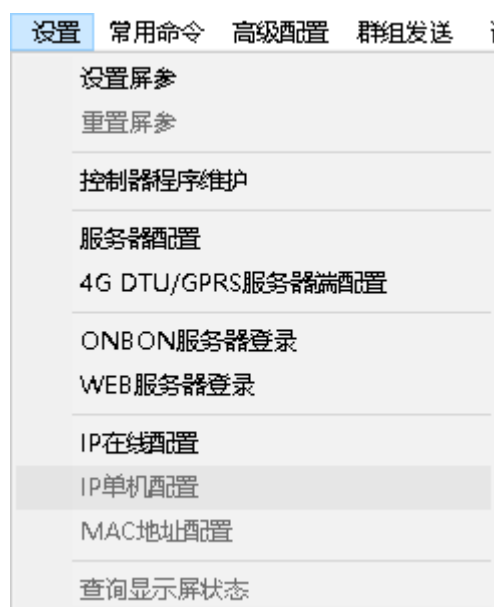 设置 常用命令 高级配置 群组发送
设置屏参
重置屏参
控制器程序维护
服务器配置
4G DTU/GPRS服务器端配置
ONBON服务器登录
WEB服务器登录
IP在线配置
IP单机配置
MAC地址配置
查询显示屏状态